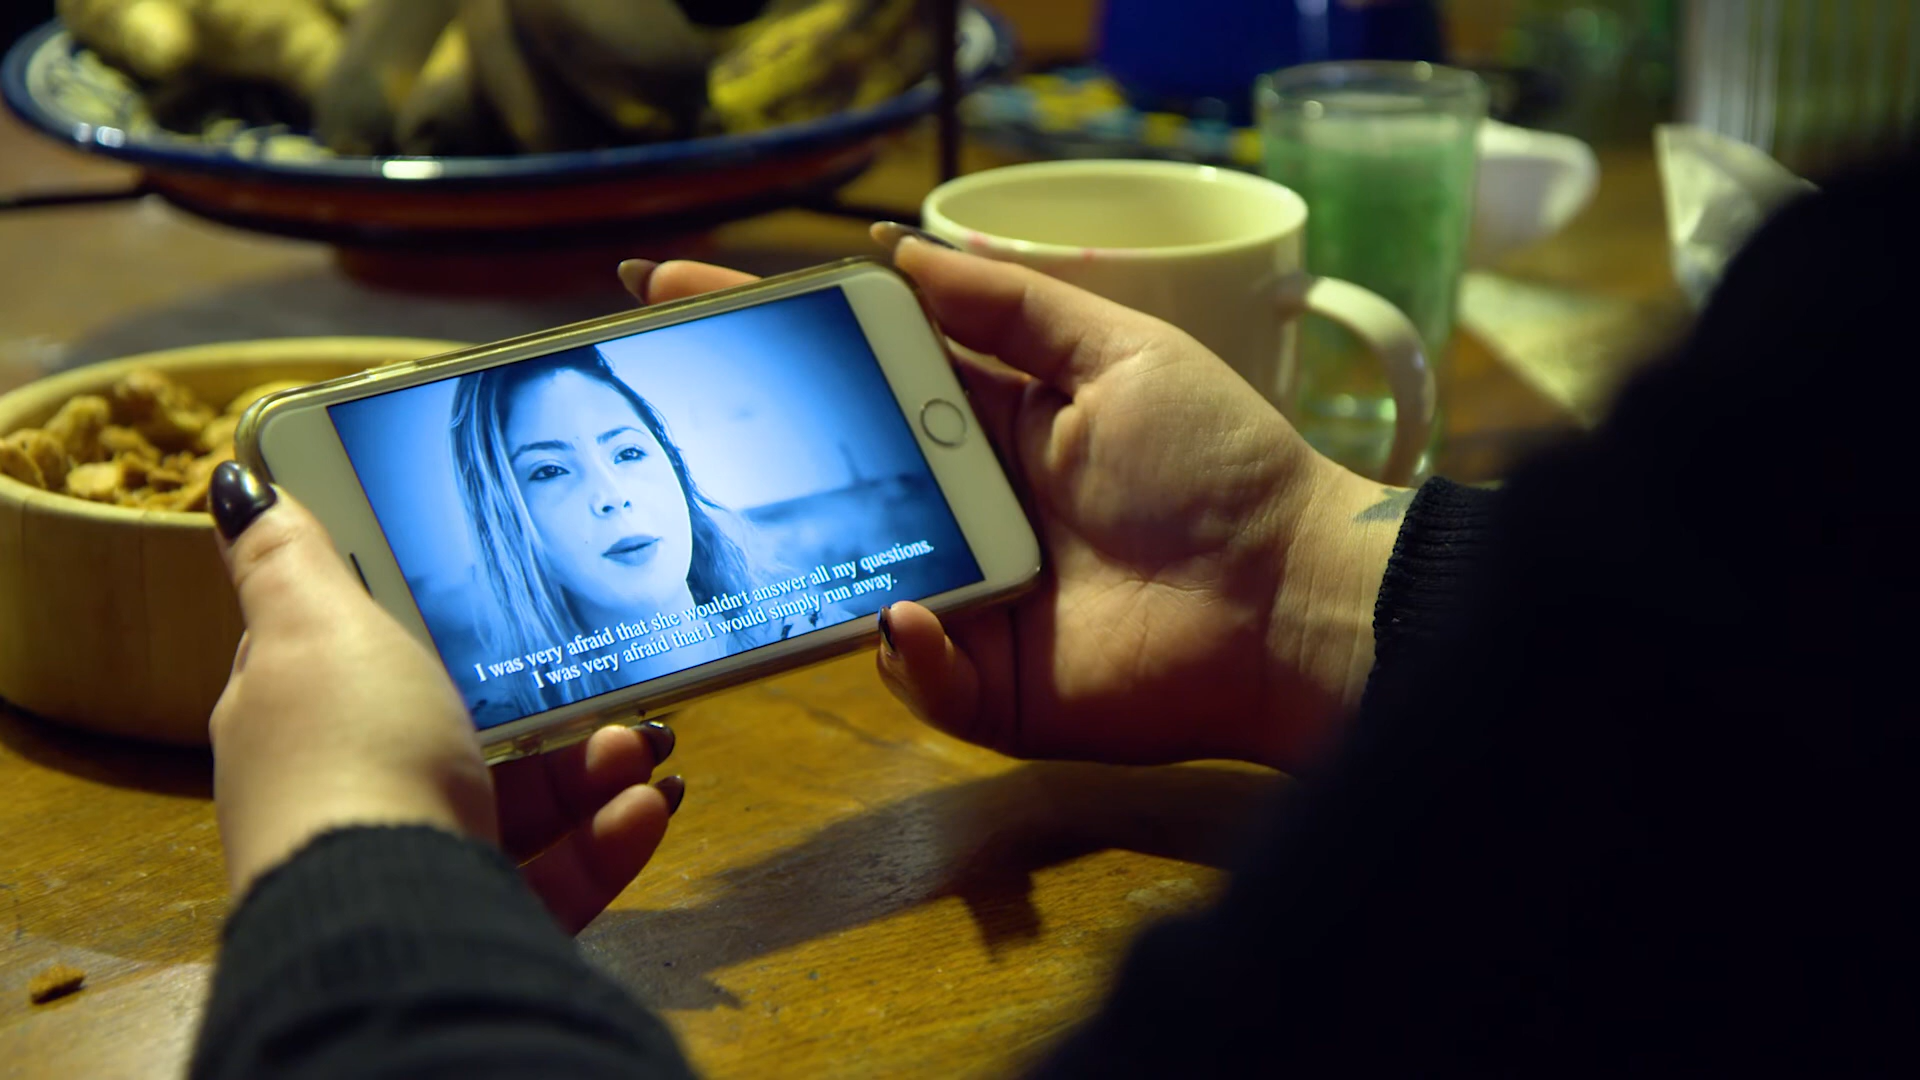 I was very afraid that she wouldn't answer all my questions.
I was very afraid that I would simply run away.